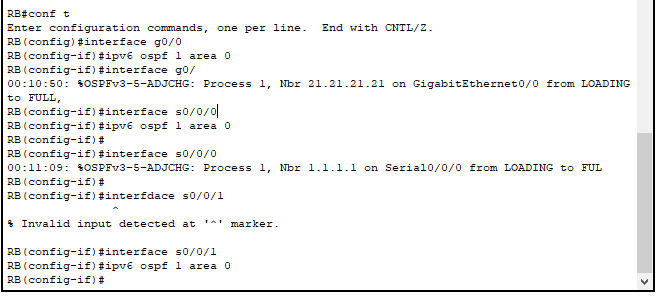 RB#conf t
Enter configuration commands, one per line.  End with CNTL/Z.
RB(config)#interface g0/0
RB(config-if)#ipv6 ospf 1 area 0
RB(config-if)#interface g0/
00:10:50: %OSPFv3-5-ADJCHG: Process 1, Nbr 21.21.21.21 on GigabitEthernet0/0 from LOADING
to FULL,
RB(config-if)#interface s0/0/0
RB(config-if)#ipv6 ospf 1 area 0
RB(config-if)#
RB(config-if)#interface s0/0/0
00:11:09: %OSPFv3-5-ADJCHG: Process 1, Nbr 1.1.1.1 on Serial0/0/0 from LOADING to FUL
RB(config-if)#
RB(config-if)#interfdace s0/0/1
^
% Invalid input detected at '^' marker.
RB(config-if)#interface s0/0/1
RB(config-if)#ipv6 ospf 1 area 0
RB(config-if)#